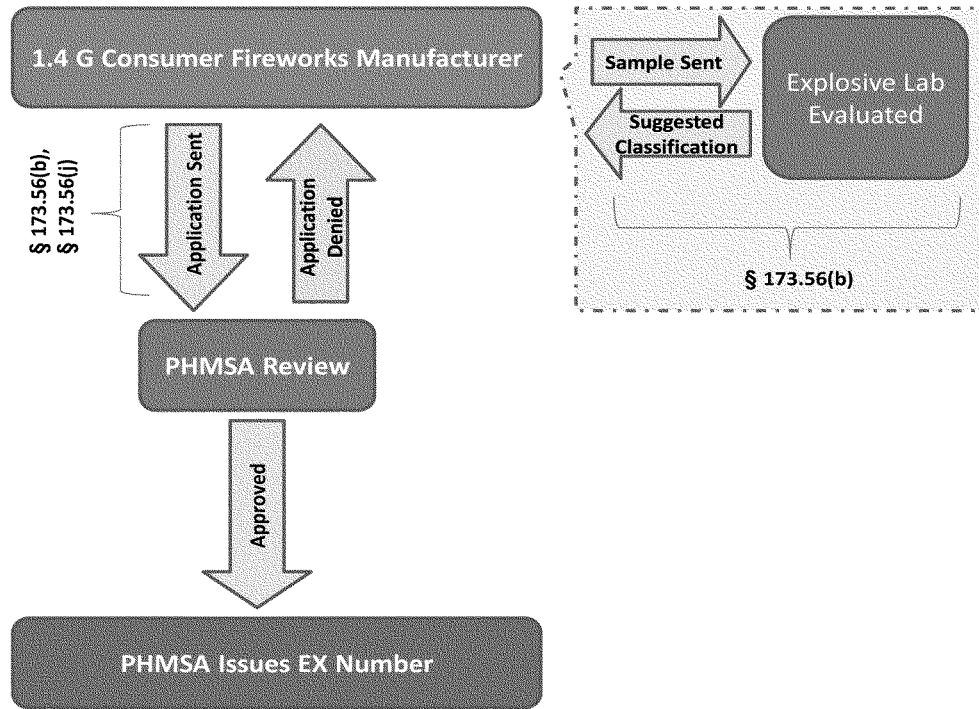 1.4 G Consumer Fireworks Manufacturer
Sample Sent
Suggested
Classification
Explosive Lab
Evaluated
§ 173.56(b)
§ 173.56(b),
§ 173.56(j)
Application Sent
Application
Denied
PHMSA Review
Approved
PHMSA Issues EX Number